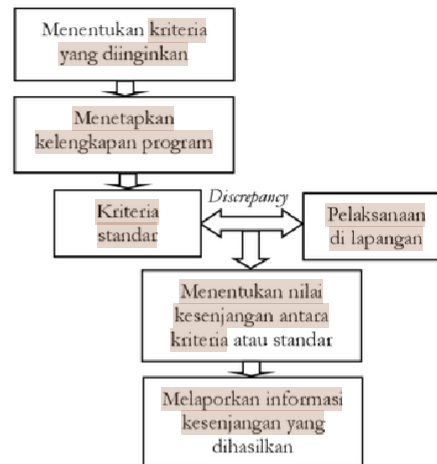 Menentukan kriteria
yang diinginkan
Menetapkan
kelengkapan program
Kriteria
standar
Discrepancy
Pelaksanaan
di lapangan
Menentukan nilai
kesenjangan antara
kriteria atau standar
Melaporkan informasi
kesenjangan yang
dihasilkan